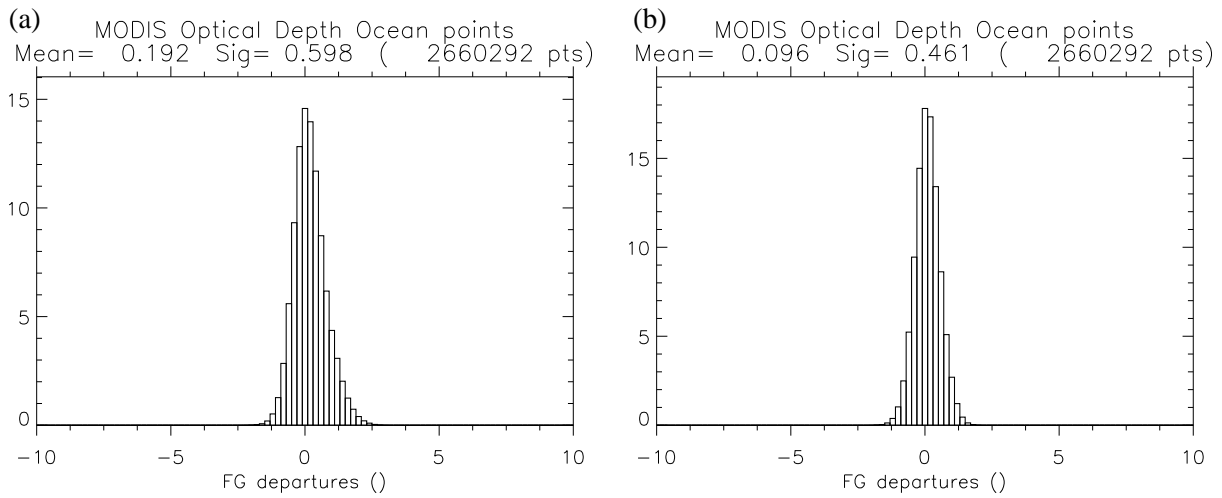 (a)
MODIS Optical Depth Ocean points
Mean= 0.192 Sig= 0.598 ( 2660292 pts)
15
10
5
0
-10 -5 0 5 10
FG departures ()
(b)
MODIS Optical Depth Ocean points
Mean= 0.096 Sig= 0.461 ( 2660292 pts)
15
10
5
0
-10 -5 0 5 10
FG departures ()